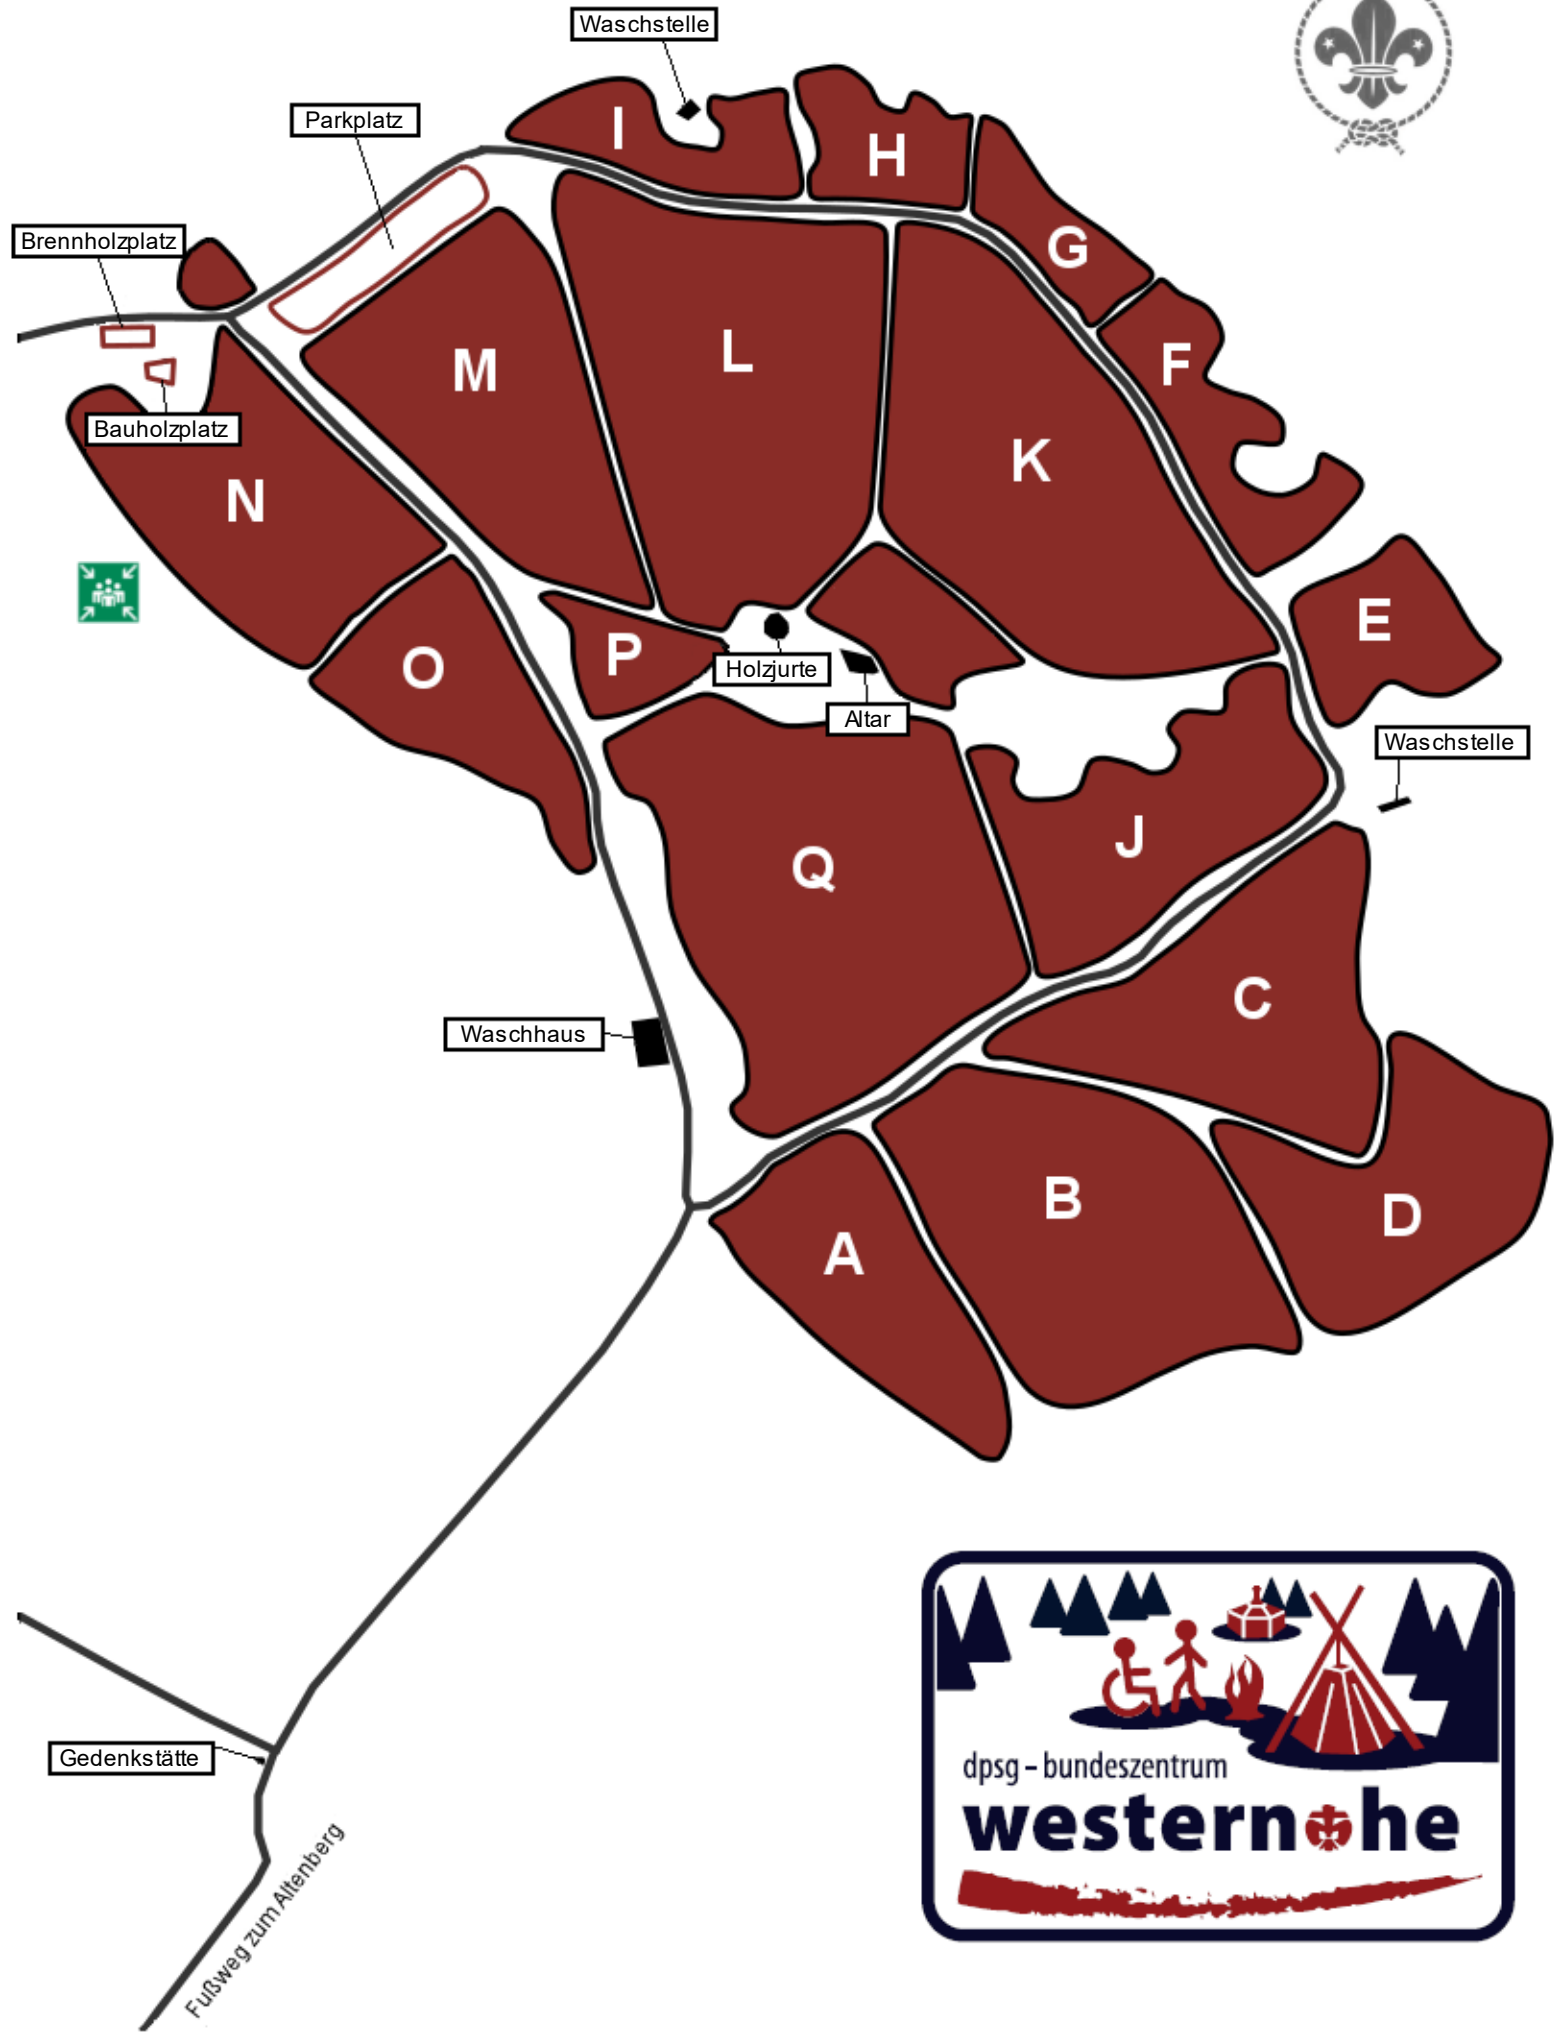 Waschstelle
Parkplatz
I
H
Brennholzplatz
G
L
F
M
Bauholzplatz
K
N
E
P
O
Holzjurte
Altar
Waschstelle
J
Q
C
Waschhaus
B
D
A
dpsg – bundeszentrum
westernohe
Gedenkstätte
Fußweg zum Altenberg